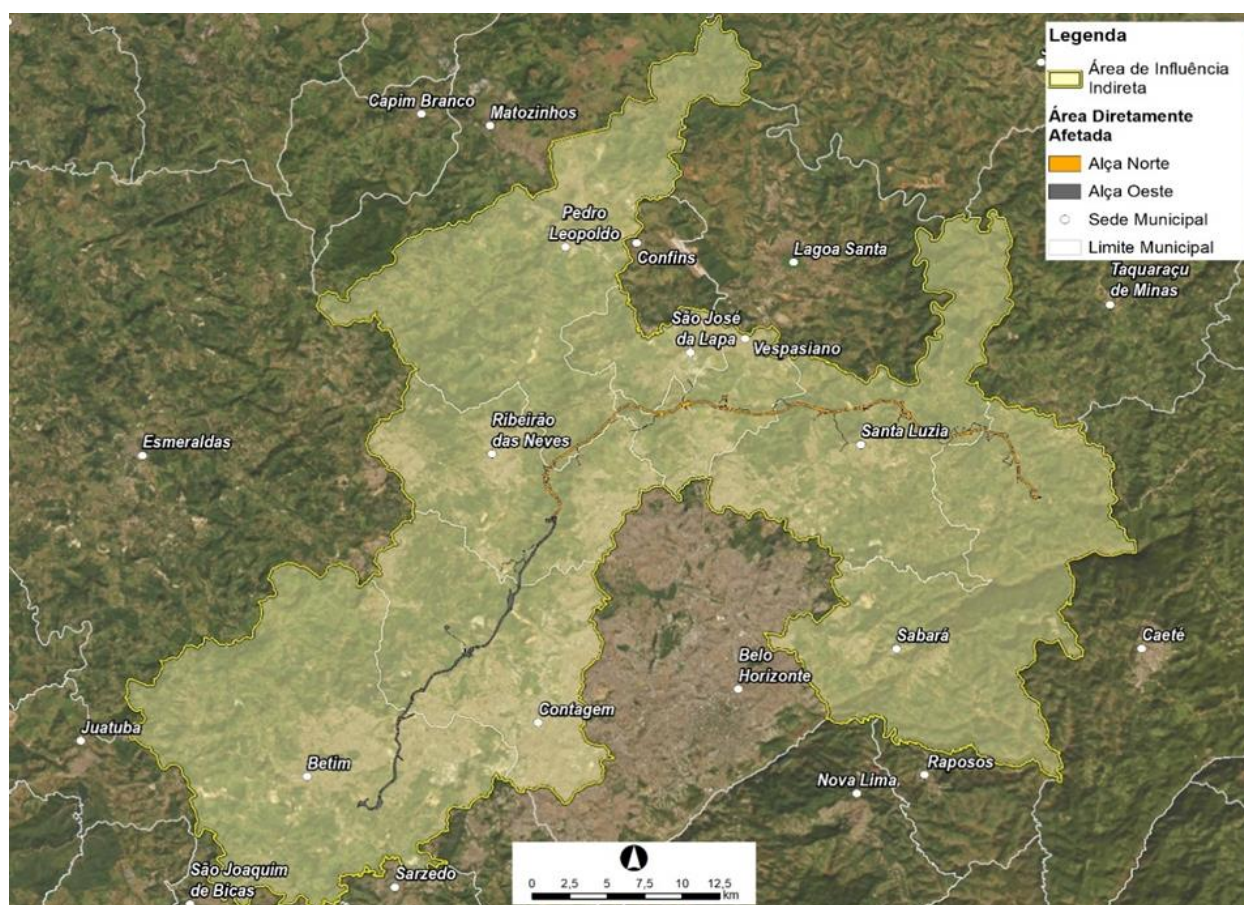 Legenda
Área de Influência
Indireta
Área Diretamente
Afetada
Alça Norte
Alça Oeste
Sede Municipal
Limite Municipal
Capim Branco
Matozinhos
Pedro
Leopoldo
Confins
Lagoa Santa
Taquaraçu
de Minas
São José
da Lapa
Vespasiano
Ribeirão
das Neves
Esmeraldas
Santa Luzia
Sabará
Caeté
Belo
Horizonte
Contagem
Juatuba
Betim
Raposos
Nova Lima
São Joaquim
de Bicas
Sarzedo
0 2,5 5 7,5 10 12,5
km